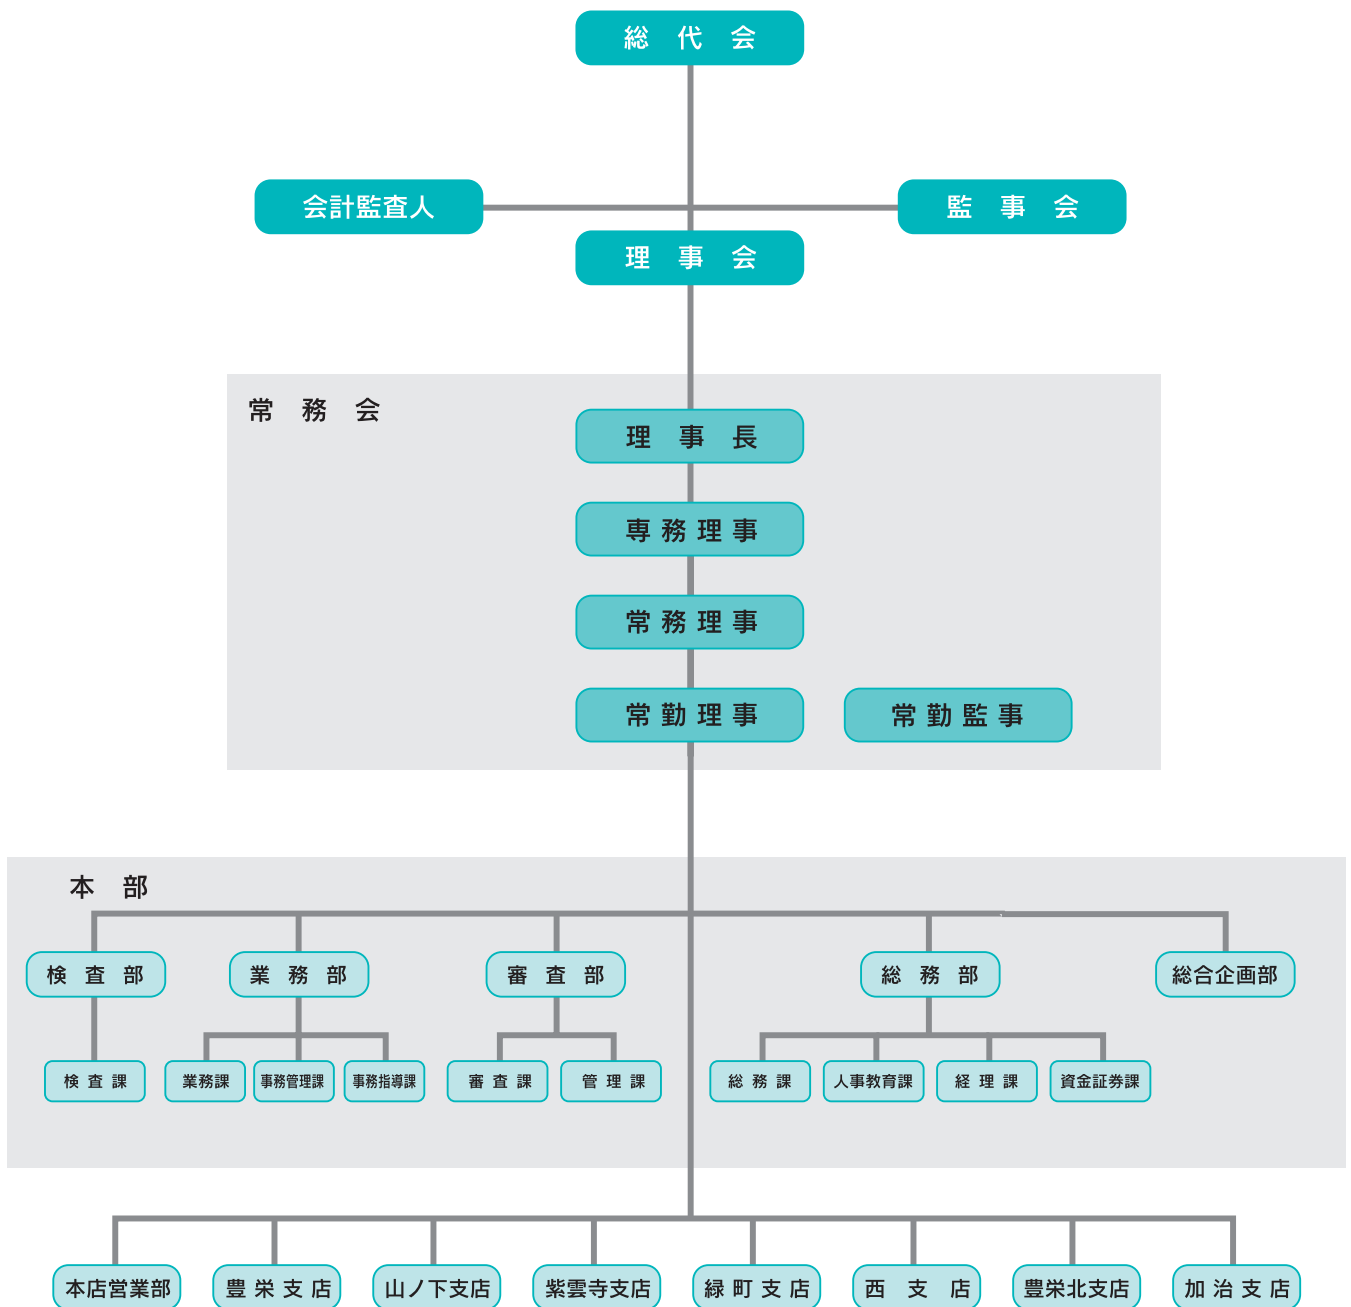 総代会
会計監査人
監事会
理事会
常務会
理事長
専務理事
常務理事
常勤理事
常勤監事
本部
検査部
業務部
審査部
総務部
総合企画部
検査課
業務課
事務管理課
事務指導課
審査課
管理課
総務課
人事教育課
経理課
資金証券課
本店営業部
豊栄支店
山ノ下支店
紫雲寺支店
緑町支店
西支店
豊栄北支店
加治支店